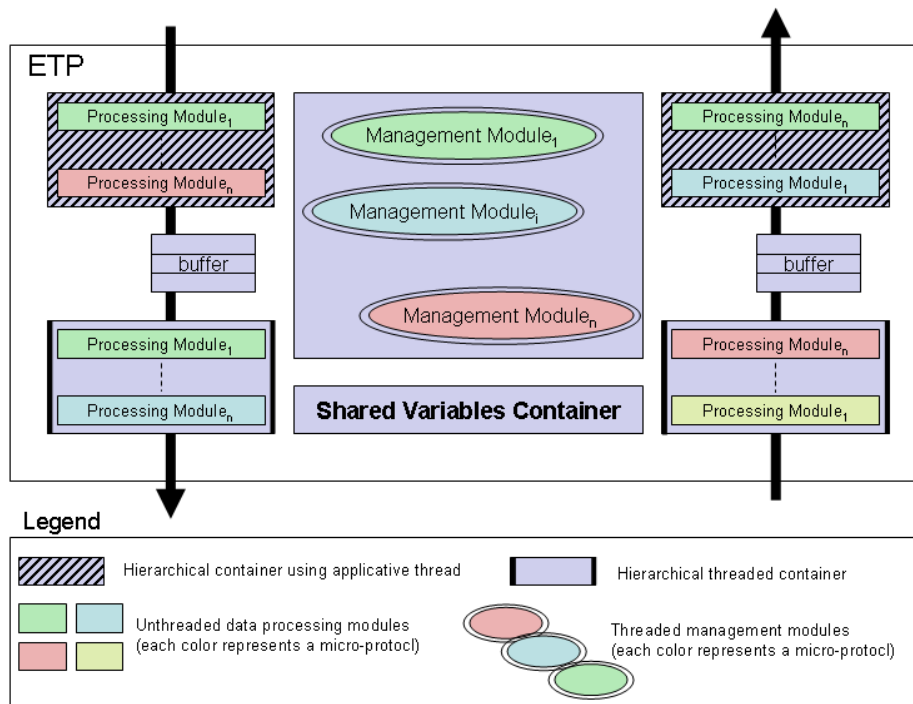 ETP
Processing Module1
Processing Modulen
buffer
Processing Module1
Processing Modulen
Management Module1
Management Modulei
Management Modulen
Shared Variables Container
Processing Modulen
Processing Module1
buffer
Processing Modulen
Processing Module1
Legend
Hierarchical container using applicative thread
Hierarchical threaded container
Unthreaded data processing modules
(each color represents a micro-protocl)
Threaded management modules
(each color represents a micro-protocl)